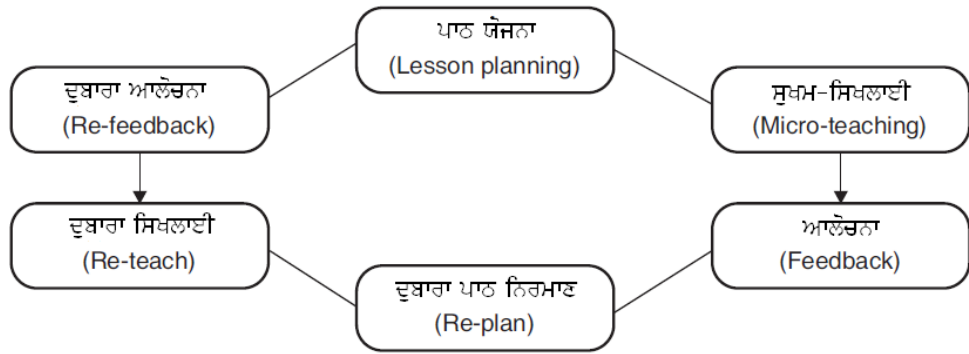 ਪਾਠ ਯੋਜਨਾ
(Lesson planning)
ਦੁਬਾਰਾ ਆਲੋਚਨਾ
(Re-feedback)
ਸੁਖਮ-ਸਿਖਲਾਈ
(Micro-teaching)
ਦੁਬਾਰਾ ਸਿਖਲਾਈ
(Re-teach)
ਆਲੋਚਨਾ
(Feedback)
ਦੁਬਾਰਾ ਪਾਠ ਨਿਰਮਾਣ
(Re-plan)